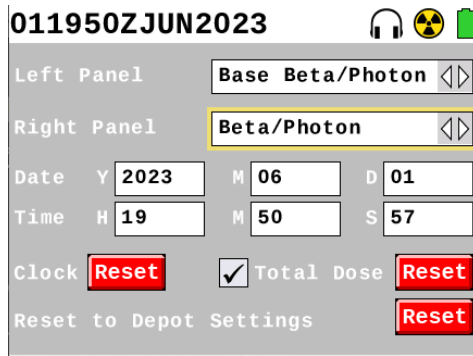 011950ZJUN2023
Left Panel Base Beta/Photon
Right Panel Beta/Photon
Date Y 2023 M 06 D 01
Time H 19 M 50 S 57
Clock Reset Total Dose Reset
Reset to Depot Settings Reset